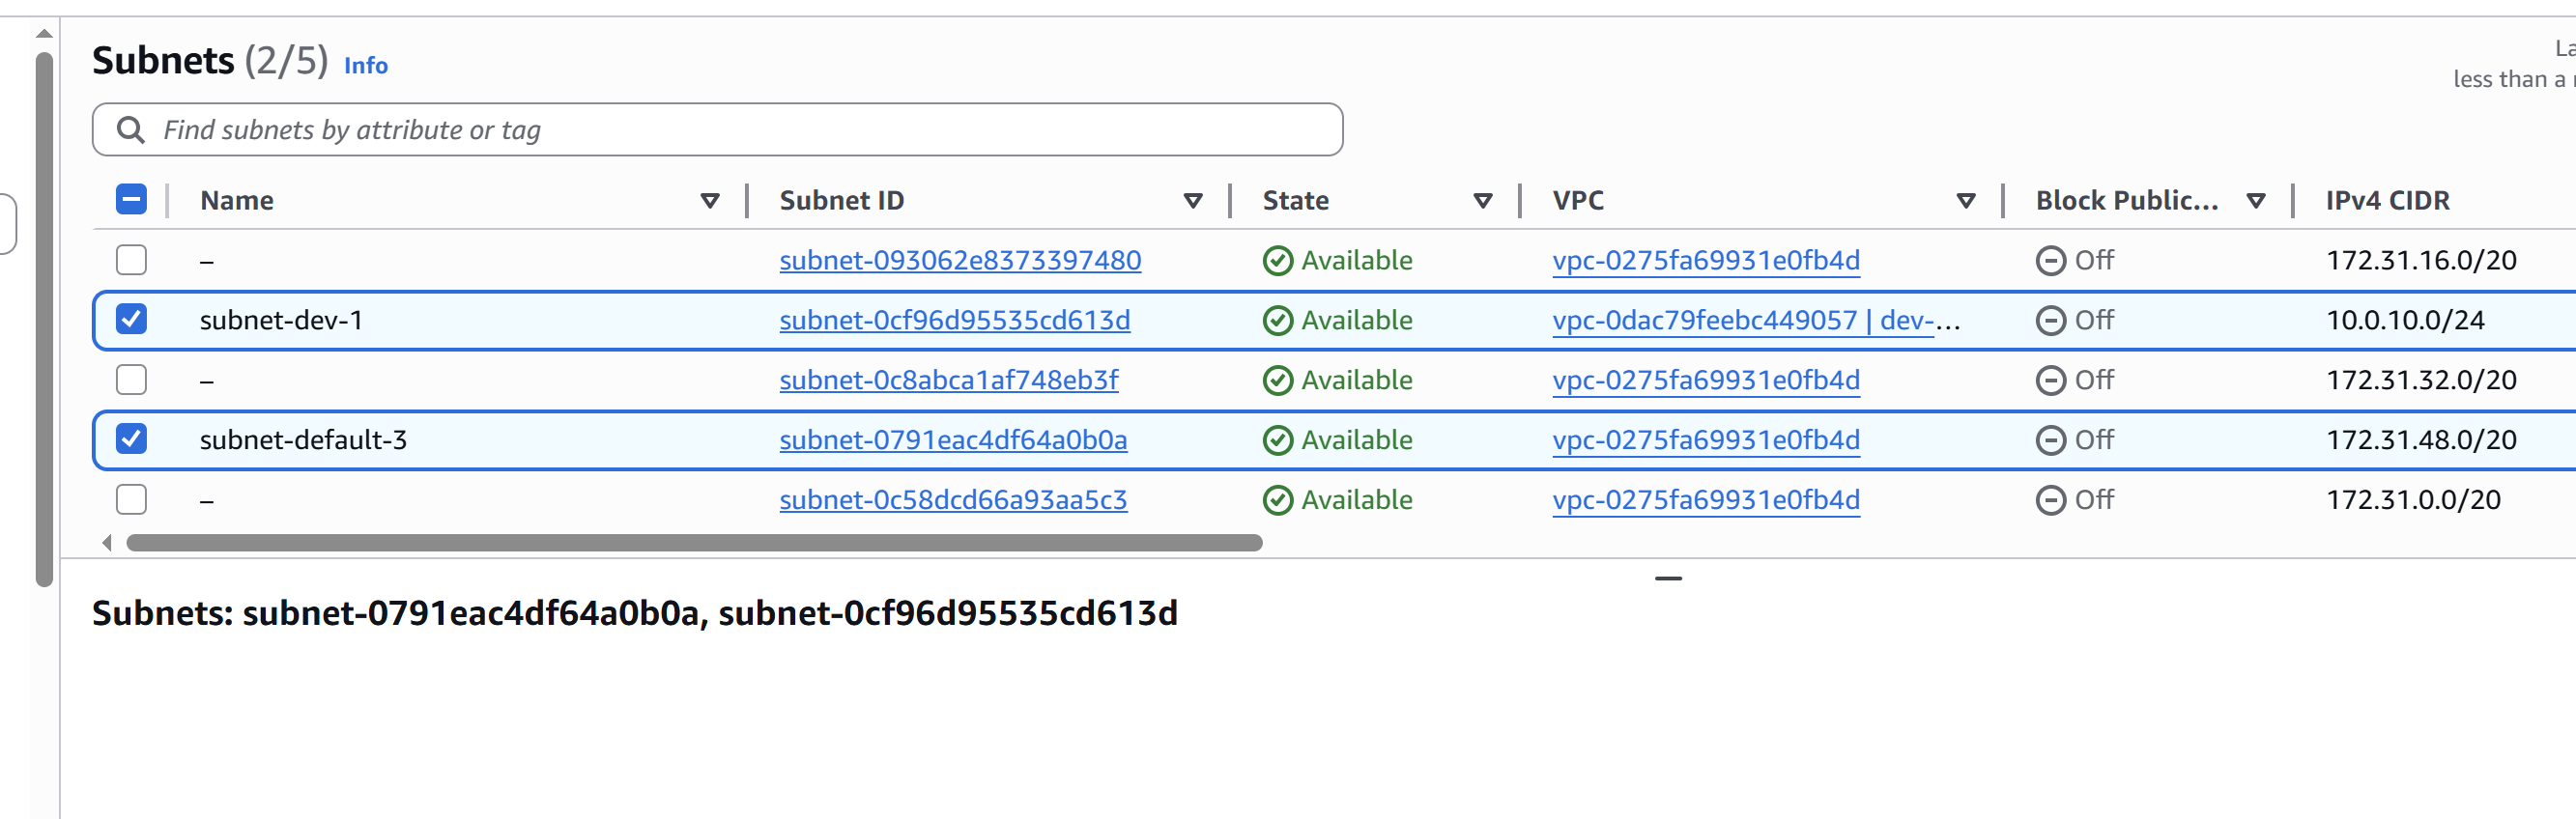 Subnets (2/5) Info
less than a
Find subnets by attribute or tag
Name Subnet ID State VPC Block Public... IPv4 CIDR
– subnet-093062e8373397480 Available vpc-0275fa69931e0fb4d Off 172.31.16.0/20
subnet-dev-1 subnet-0cf96d95535cd613d Available vpc-0dac79feebc449057 | dev-... Off 10.0.10.0/24
– subnet-0c8abca1af748eb3f Available vpc-0275fa69931e0fb4d Off 172.31.32.0/20
subnet-default-3 subnet-0791eac4df64a0b0a Available vpc-0275fa69931e0fb4d Off 172.31.48.0/20
– subnet-0c58dcd66a93aa5c3 Available vpc-0275fa69931e0fb4d Off 172.31.0.0/20
Subnets: subnet-0791eac4df64a0b0a, subnet-0cf96d95535cd613d